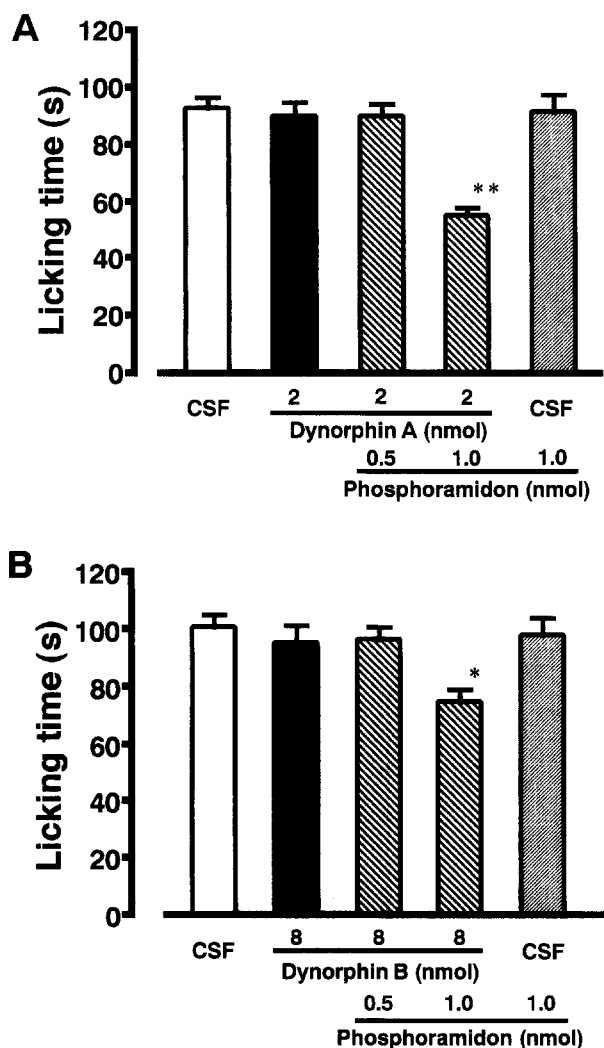 A
Licking time (s)
120
100
80
60
40
20
0
**
CSF
2 2 2
CSF
Dynorphin A (nmol)
0.5 1.0 1.0
Phosphoramidon (nmol)
B
Licking time (s)
120
100
80
60
40
20
0
*
CSF
8 8 8
CSF
Dynorphin B (nmol)
0.5 1.0 1.0
Phosphoramidon (nmol)